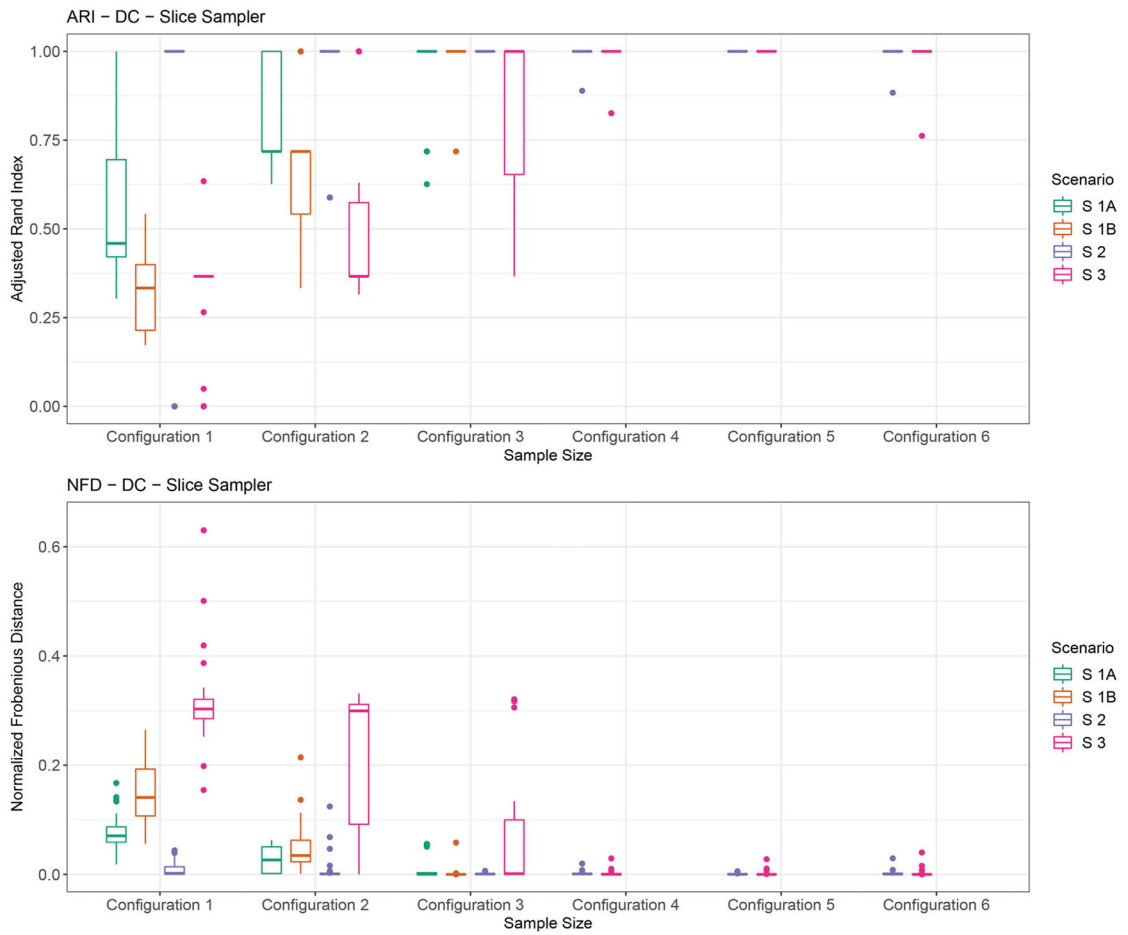 ARI − DC − Slice Sampler
1.00
0.75
0.50
0.25
0.00
Adjusted Rand Index
Configuration 1 Configuration 2 Configuration 3 Configuration 4 Configuration 5 Configuration 6
Sample Size
Scenario
S 1A
S 1B
S 2
S 3
NFD − DC − Slice Sampler
0.6
0.4
0.2
0.0
Normalized Frobenious Distance
Configuration 1 Configuration 2 Configuration 3 Configuration 4 Configuration 5 Configuration 6
Sample Size
Scenario
S 1A
S 1B
S 2
S 3